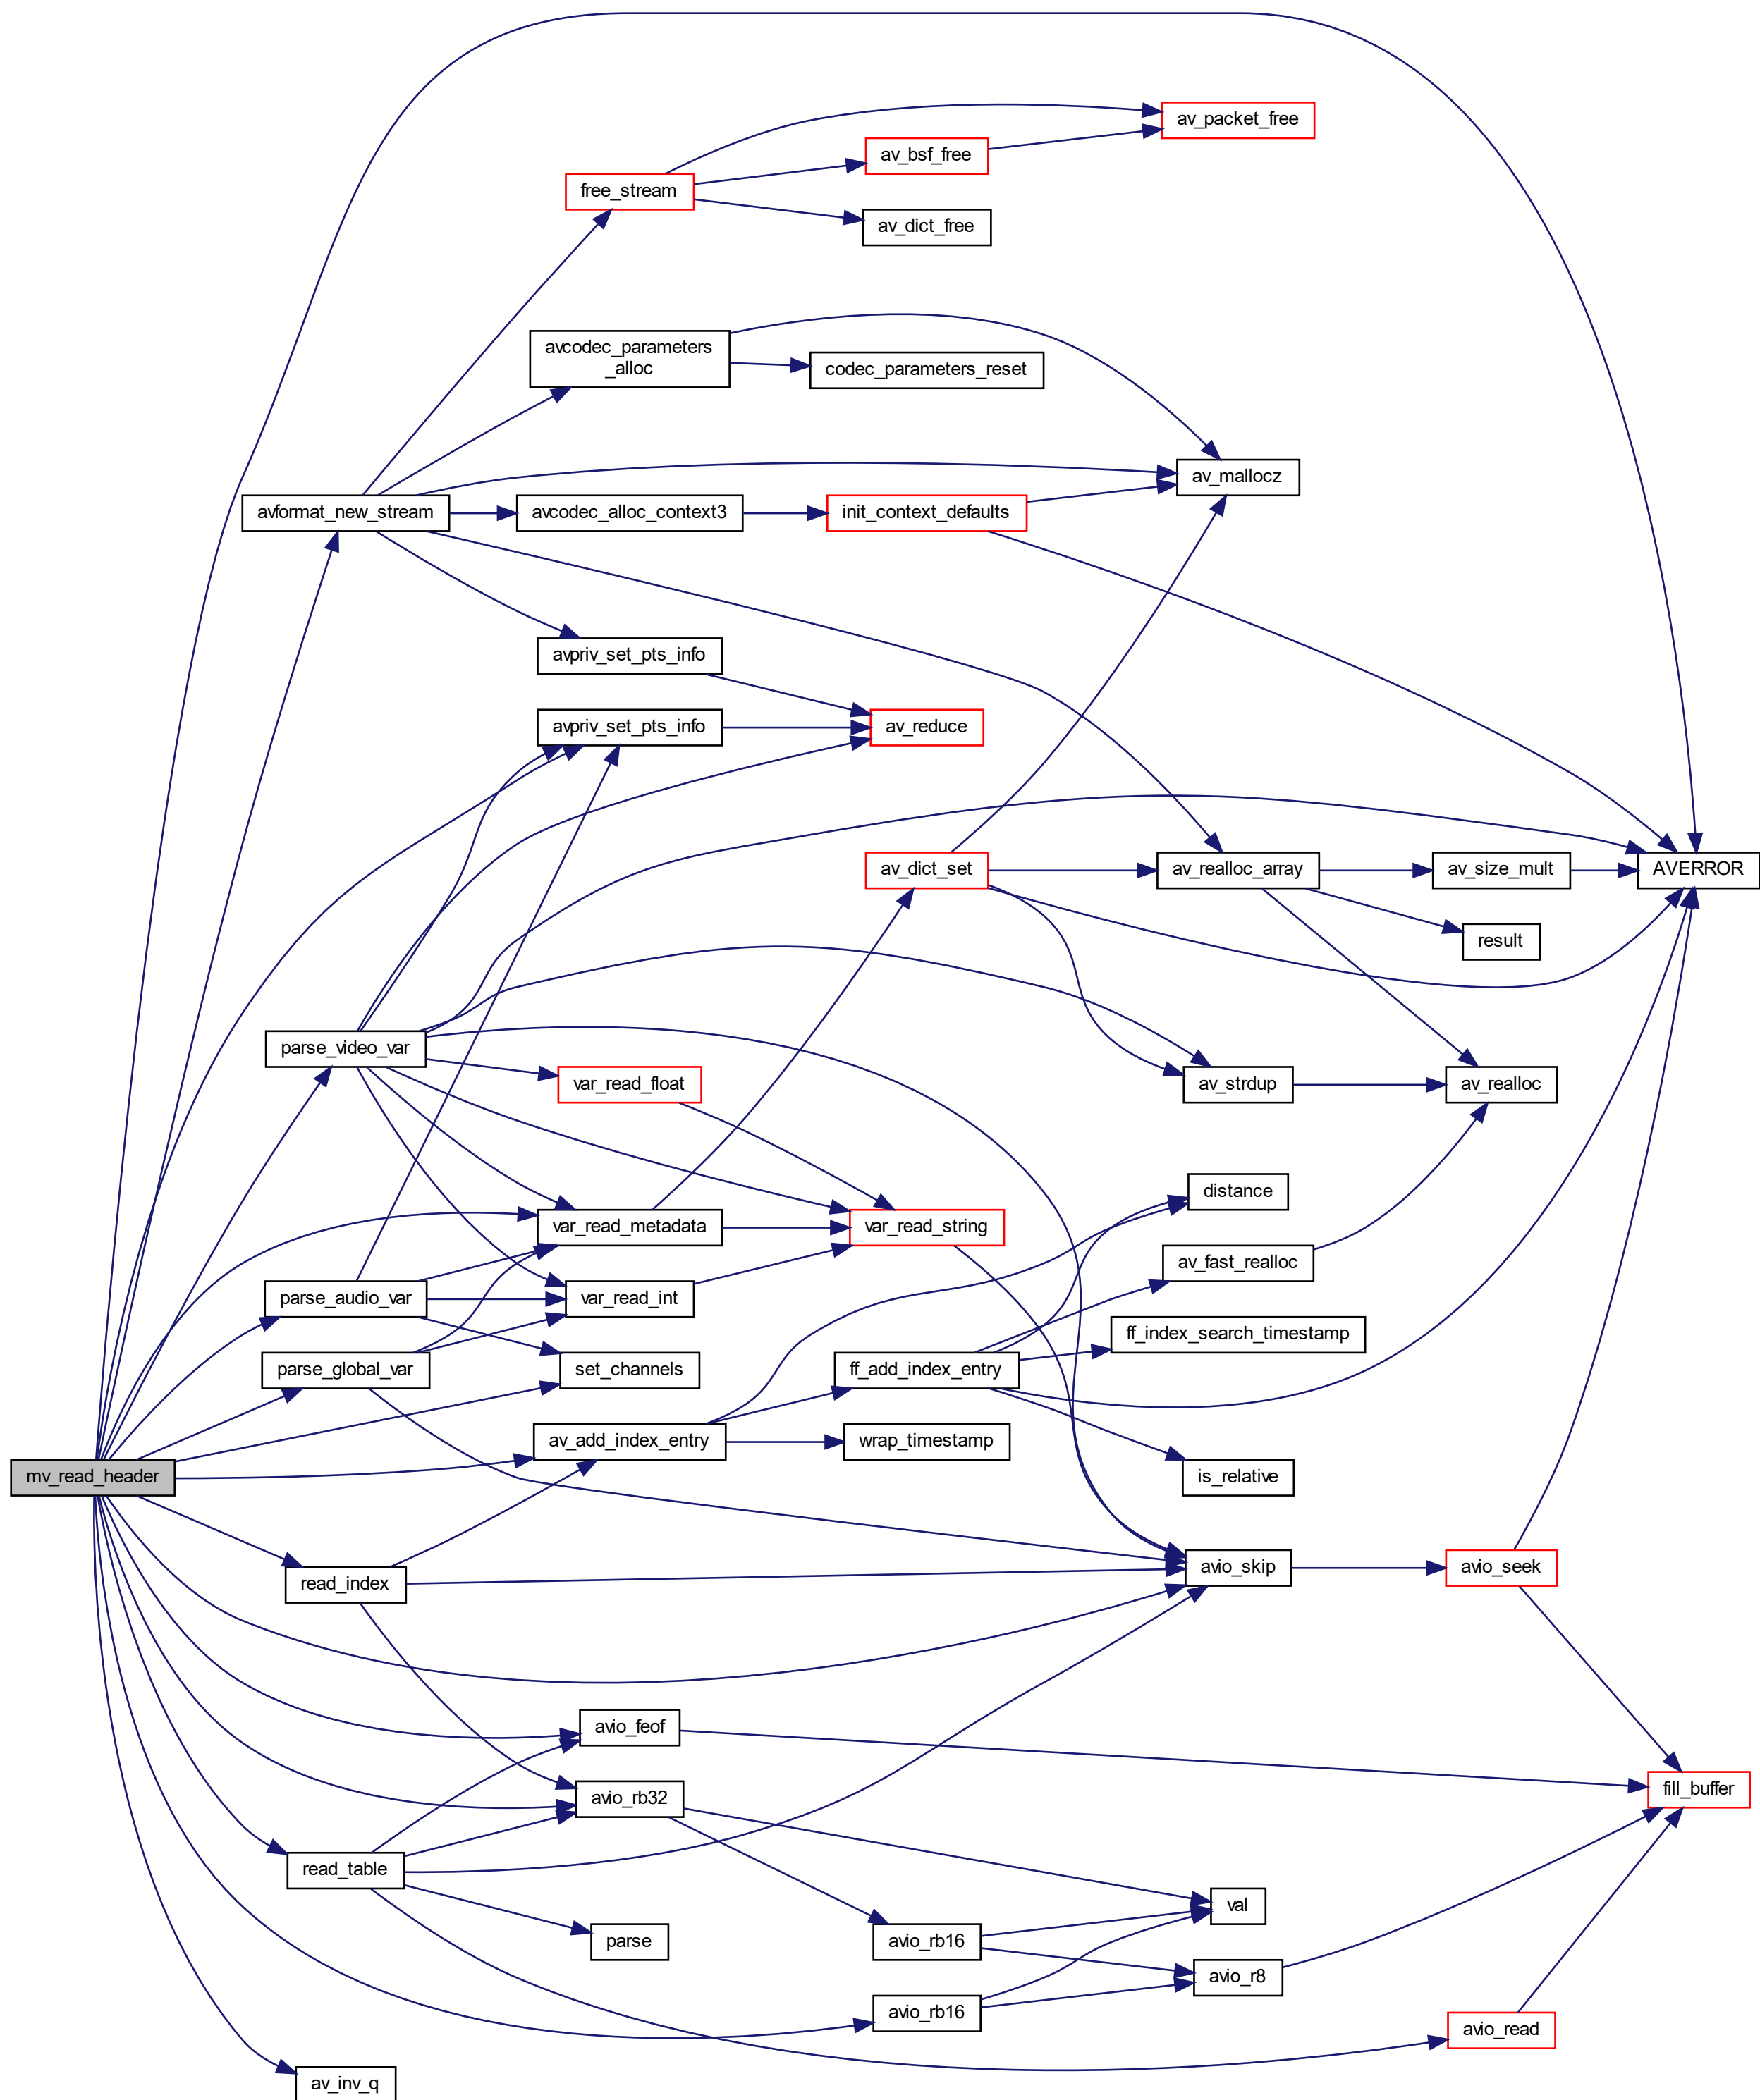 av_packet_free
av_bsf_free
free_stream
av_dict_free
avcodec_parameters
_alloc
codec_parameters_reset
av_mallocz
avformat_new_stream
avcodec_alloc_context3
init_context_defaults
avpriv_set_pts_info
avpriv_set_pts_info
av_reduce
av_dict_set
av_realloc_array
av_size_mult
AVERROR
result
parse_video_var
var_read_float
av_strdup
av_realloc
distance
var_read_metadata
var_read_string
av_fast_realloc
parse_audio_var
var_read_int
ff_index_search_timestamp
parse_global_var
set_channels
ff_add_index_entry
av_add_index_entry
wrap_timestamp
mv_read_header
is_relative
read_index
avio_skip
avio_seek
avio_feof
avio_rb32
fill_buffer
read_table
val
parse
avio_rb16
avio_r8
avio_rb16
avio_read
av_inv_q